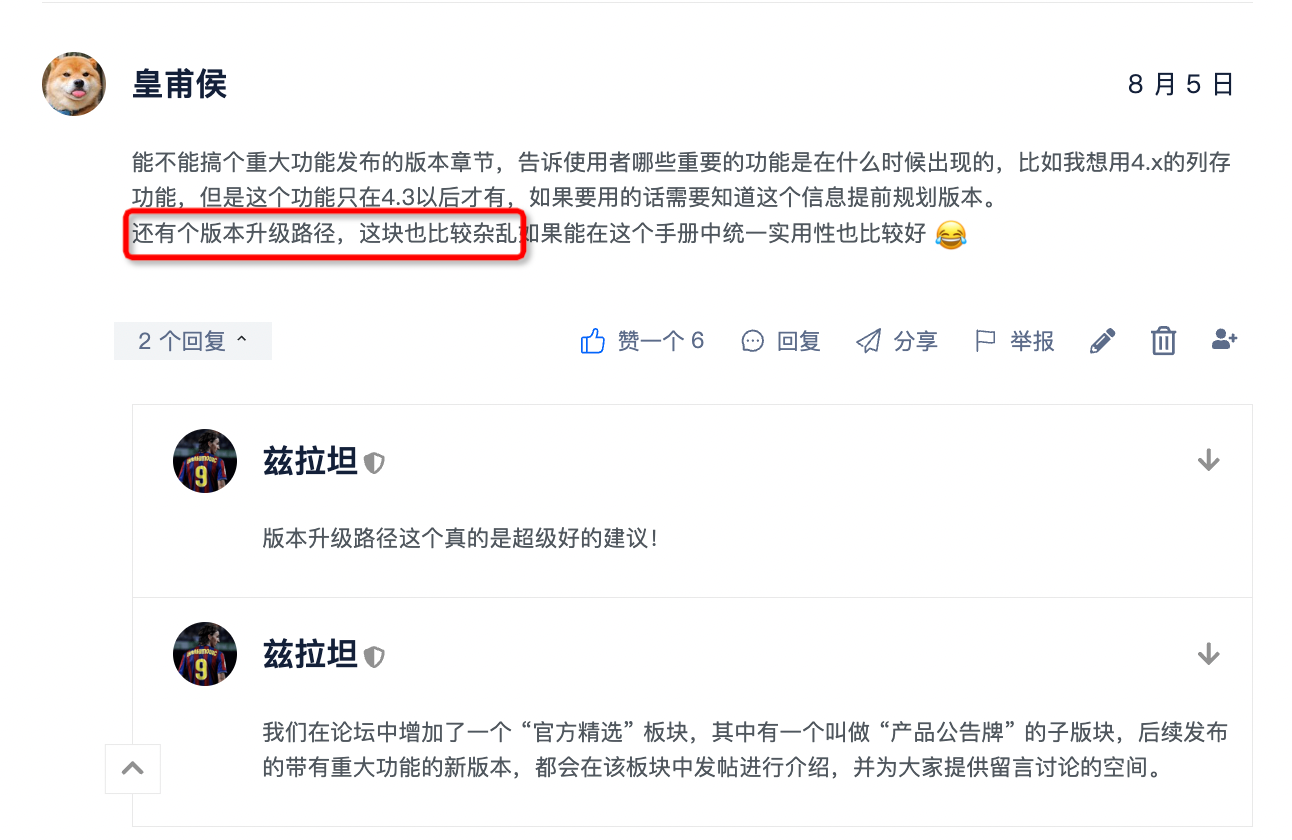 皇甫侯
8 月 5 日
能不能搞个重大功能发布的版本章节，告诉使用者哪些重要的功能是在什么时候出现的，比如我想用4.x的列存
功能，但是这个功能只在4.3以后才有，如果要用的话需要知道这个信息提前规划版本。
还有个版本升级路径，这块也比较杂乱如果能在这个手册中统一实用性也比较好 😂
2 个回复
赞一个 6
回复
分享
举报
兹拉坦
版本升级路径这个真的是超级好的建议！
兹拉坦
我们在论坛中增加了一个“官方精选”板块，其中有一个叫做“产品公告牌”的子版块，后续发布
的带有重大功能的新版本，都会在该板块中发帖进行介绍，并为大家提供留言讨论的空间。
9
9